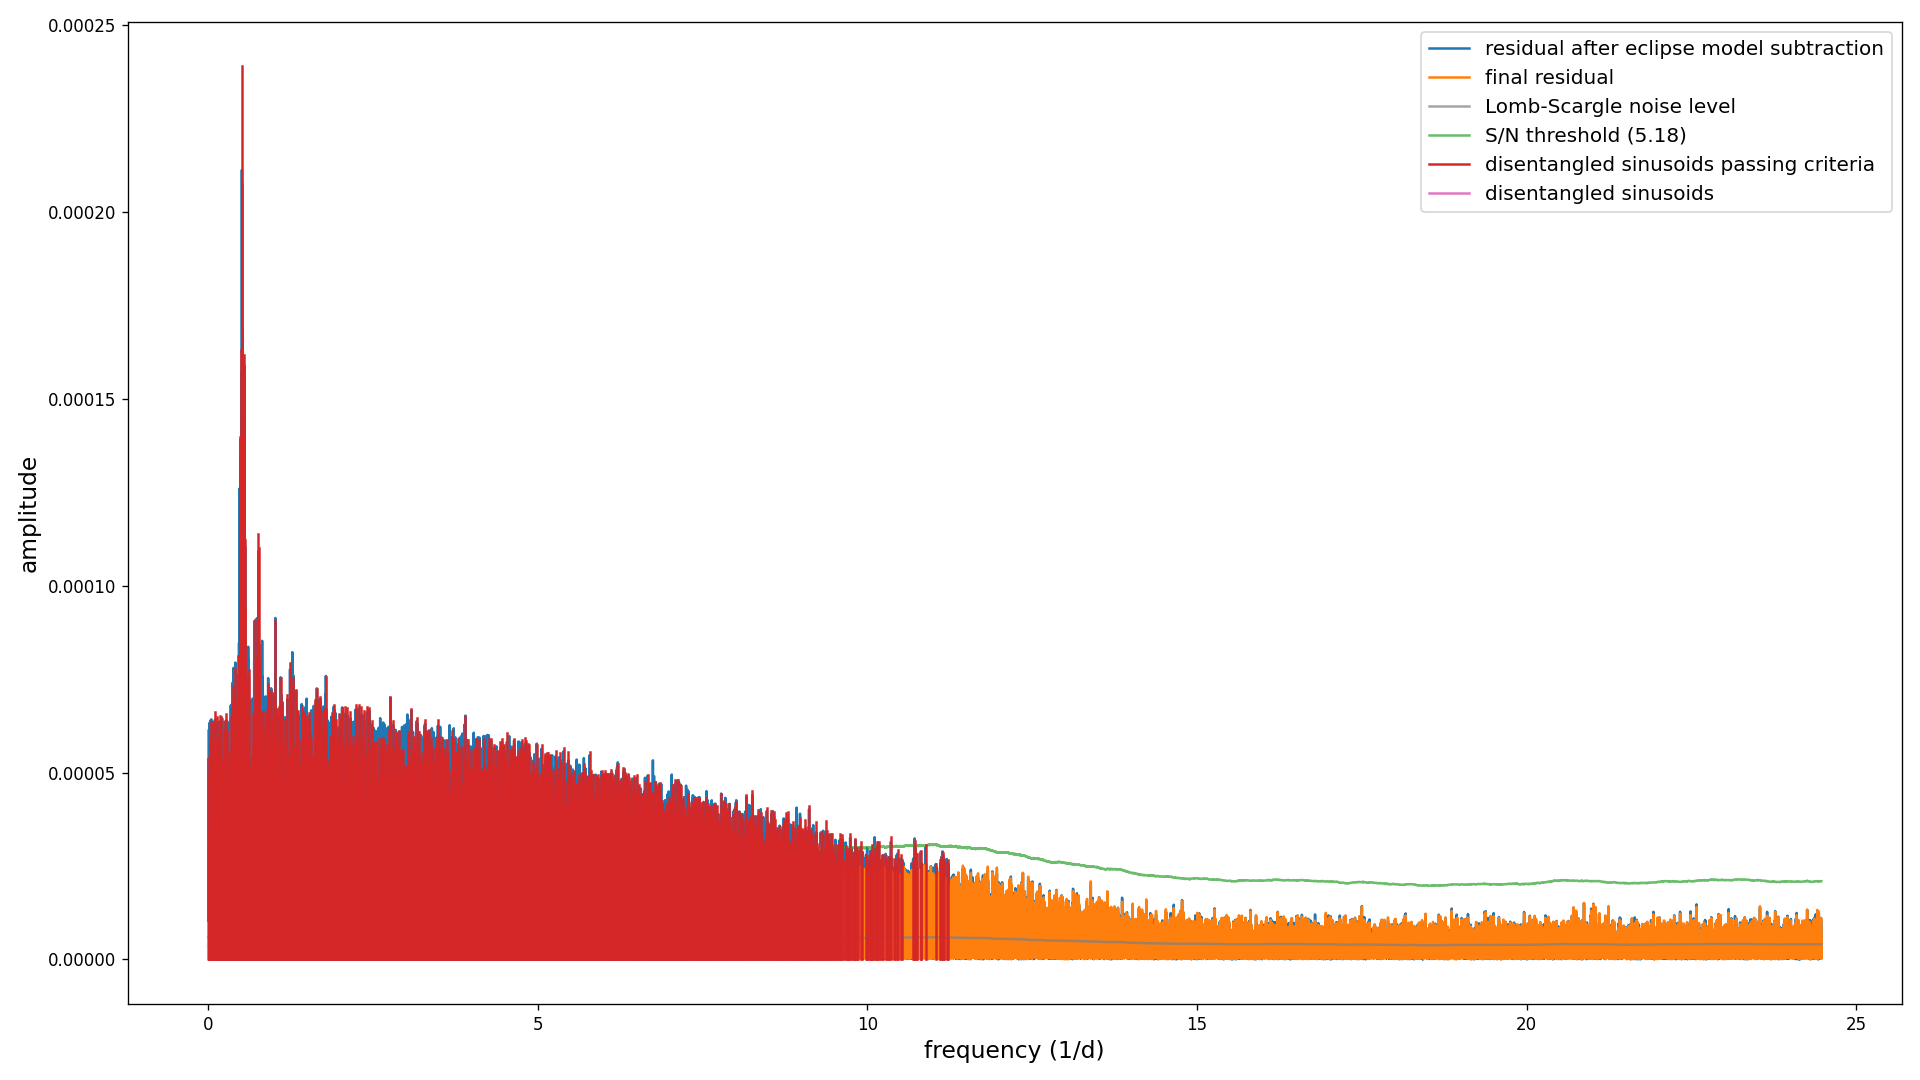 0.00025
0.00020
0.00015
0.00010
0.00005
0.00000
amplitude
0
5
10
15
20
25
frequency (1/d)
residual after eclipse model subtraction
final residual
Lomb-Scargle noise level
S/N threshold (5.18)
disentangled sinusoids passing criteria
disentangled sinusoids